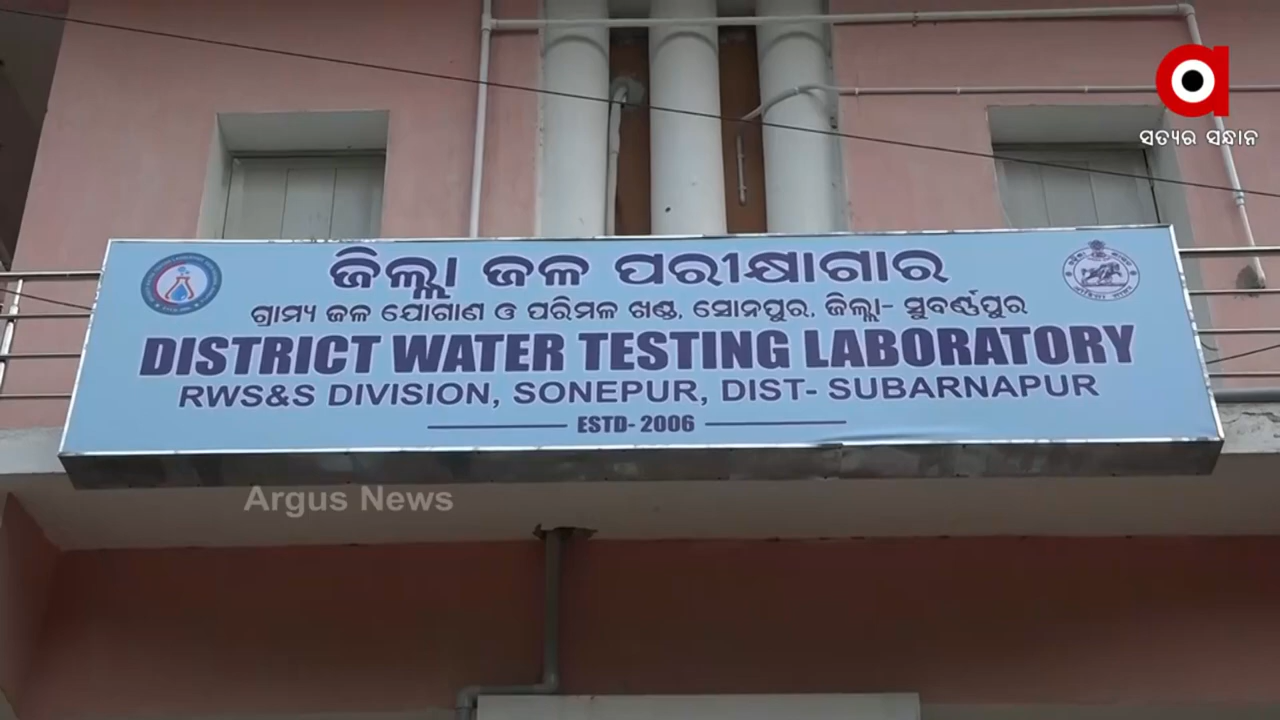 ସତ୍ୟର ସନ୍ଧାନ
ଜିଲ୍ଲା ଜଳ ପରୀକ୍ଷାଗାର
ଗ୍ରାମ୍ୟ ଜଳ ଯୋଗାଣ ଓ ପରିମଳ ଖଣ୍ଡ, ସୋନପୁର, ଜିଲ୍ଲା- ସୁବର୍ଣ୍ଣପୁର
DISTRICT WATER TESTING LABORATORY
RWS&S DIVISION, SONEPUR, DIST- SUBARNAPUR
ESTD- 2006
Argus News